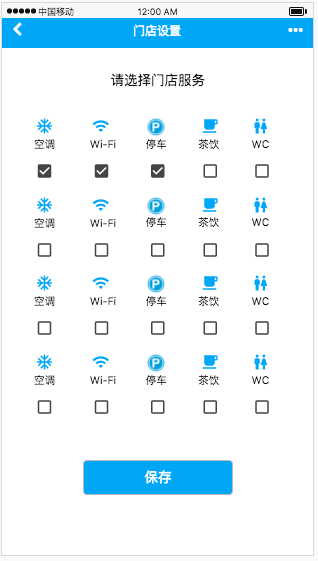 中国移动 12:00 AM
门店设置
请选择门店服务
空调 Wi-Fi 停车 茶饮 WC
空调 Wi-Fi 停车 茶饮 WC
空调 Wi-Fi 停车 茶饮 WC
空调 Wi-Fi 停车 茶饮 WC
保存